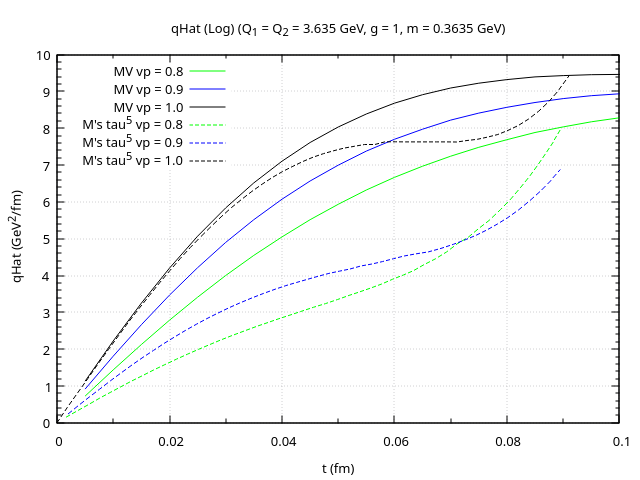 qHat (Log) (Q1 = Q2 = 3.635 GeV, g = 1, m = 0.3635 GeV)
10
9
8
7
6
5
4
3
2
1
0
qHat (GeV2/fm)
MV vp = 0.8
MV vp = 0.9
MV vp = 1.0
M's tau5 vp = 0.8
M's tau5 vp = 0.9
M's tau5 vp = 1.0
0 0.02 0.04 0.06 0.08 0.1
t (fm)